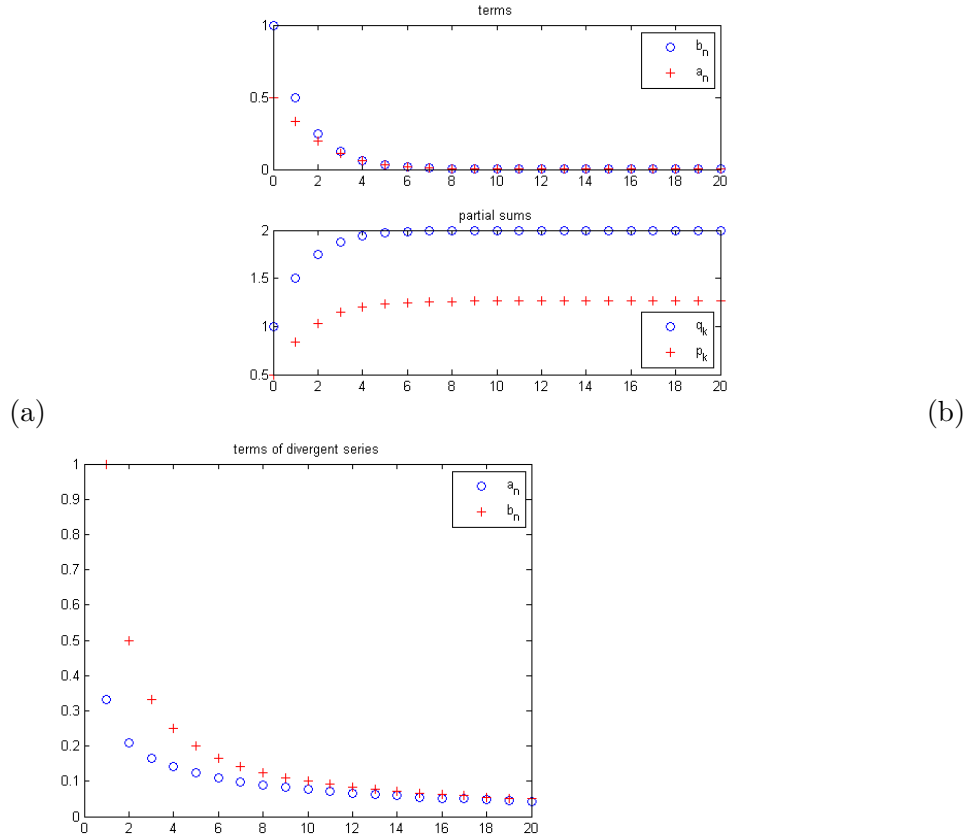 terms
1
b_n
a_n
0.5
0
0 2 4 6 8 10 12 14 16 18 20
partial sums
2
1.5
1
q_k
p_k
0.5
0 2 4 6 8 10 12 14 16 18 20
(a) (b)
terms of divergent series
1
a_n
b_n
0.9
0.8
0.7
0.6
0.5
0.4
0.3
0.2
0.1
0
0 2 4 6 8 10 12 14 16 18 20